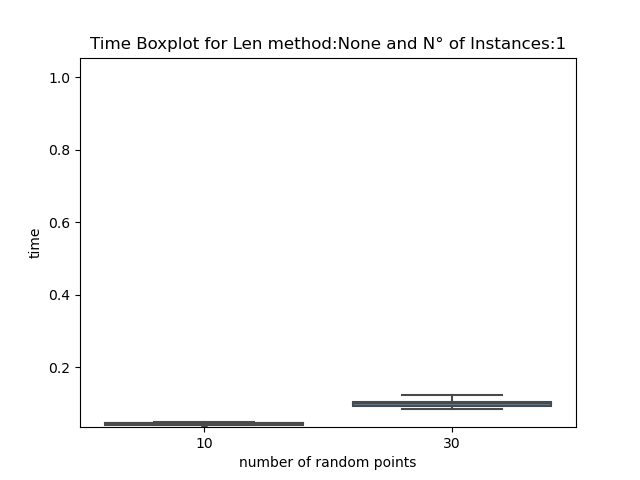 Time Boxplot for Len method:None and N° of Instances:1
1.0
0.8
0.6
0.4
0.2
time
10 30
number of random points